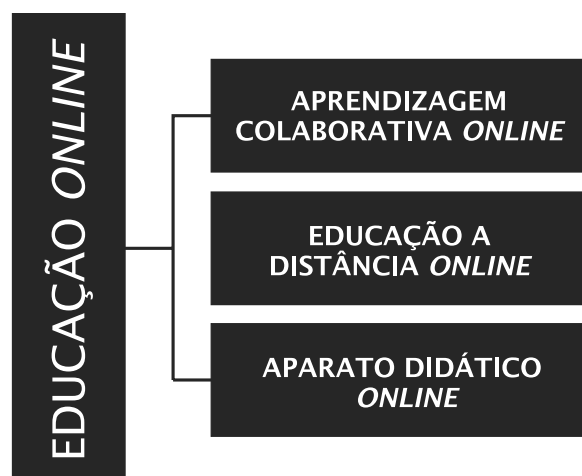 EDUCAÇÃO ONLINE
APRENDIZAGEM
COLABORATIVA ONLINE
EDUCAÇÃO A
DISTÂNCIA ONLINE
APARATO DIDÁTICO
ONLINE